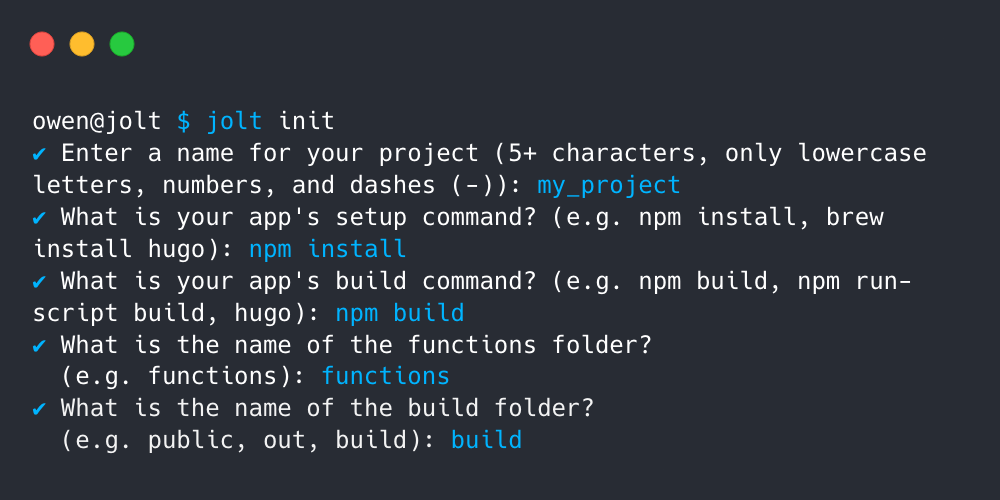 owen@jolt $ jolt init
✔ Enter a name for your project (5+ characters, only lowercase
letters, numbers, and dashes (-)): my_project
✔ What is your app's setup command? (e.g. npm install, brew
install hugo): npm install
✔ What is your app's build command? (e.g. npm build, npm run-
script build, hugo): npm build
✔ What is the name of the functions folder?
(e.g. functions): functions
✔ What is the name of the build folder?
(e.g. public, out, build): build